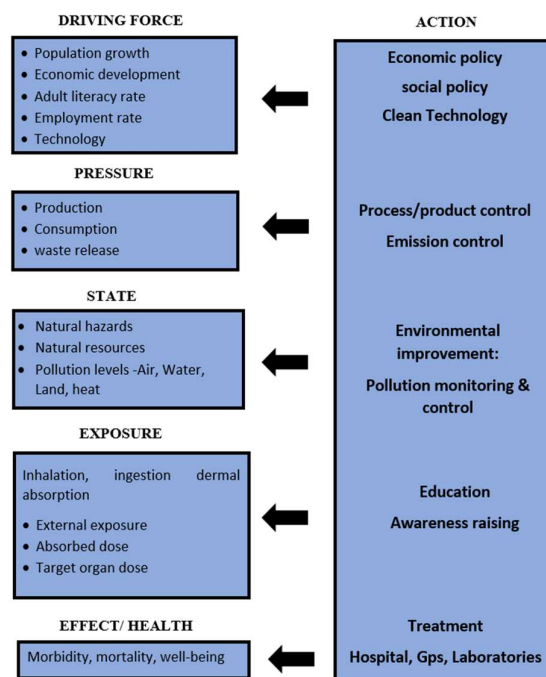 DRIVING FORCE
• Population growth
• Economic development
• Adult literacy rate
• Employment rate
• Technology
PRESSURE
• Production
• Consumption
• waste release
STATE
• Natural hazards
• Natural resources
• Pollution levels -Air, Water,
Land, heat
EXPOSURE
Inhalation, ingestion dermal
absorption
• External exposure
• Absorbed dose
• Target organ dose
EFFECT/ HEALTH
Morbidity, mortality, well-being
ACTION
Economic policy
social policy
Clean Technology
Process/product control
Emission control
Environmental
improvement:
Pollution monitoring &
control
Education
Awareness raising
Treatment
Hospital, Gps, Laboratories